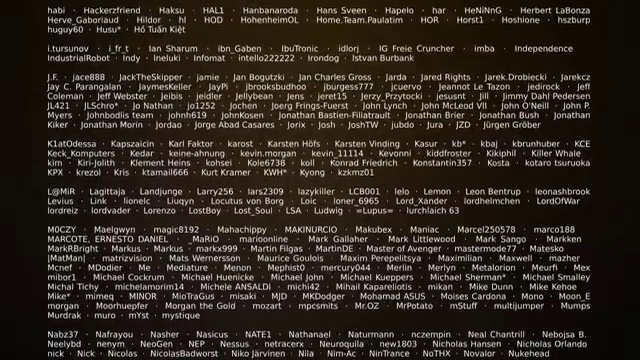 habi · Hackerzfriend · Haksu · HAL1 · Hanbanaroda · Hans Sveen · Hapelo · har · HeNiNnG · Herbert LaBonza
Herve_Gaboriaud · Hildor · hl · HOD · HohenheimOL · Home.Team.Paulatim · HOR · Horst1 · Hoshione · hszburp
huguy60 · Husu* · Hồ Tuấn Kiệt
i.tursunov · i_fr_t · Ian Sharum · ibn_Gaben · IbuTronic · idlorj · IG Freie Cruncher · imba · Independence
IndustrialRobot · Indy · Ineluki · Infomat · intello222222 · Irondog · Istvan Burbank
J.F. · jace888 · JackTheSkipper · jamie · Jan Bogutzki · Jan Charles Gross · Jarda · Jared Rights · Jarek.Drobiecki · Jarekcz
Jay C. Parangalan · JaymesKeller · JayPi · jbrooksbudhoo · jburgess777 · jcuervo · Jeannot Le Tazon · jedirock · Jeff
Coleman · Jeff Webster · Jeibis · jeidler · Jellybean · Jens · jeret15 · Jerzy_Przytocki · jesusnt · Jill · Jimmy Dahl Pedersen
JL421 · JLSchro* · Jo Nathan · jo1252 · Jochen · Joerg Frings-Fuerst · John Lynch · John McLeod VII · John O'Neill · John P.
Myers · Johnbodlis team · johnh619 · JohnKosen · Jonathan Bastien-Filiatrault · Jonathan Brier · Jonathan Bush · Jonathan
Kiker · Jonathan Morin · Jordao · Jorge Abad Casares · Jorix · Josh · JoshTW · jubdo · Jura · JZD · Jürgen Gröber
K1atOdessa · Kapszaicin · Karl Faktor · karost · Karsten Höfs · Karsten Vinding · Kasur · kb* · kbaj · kbrunhuber · KCE
Keck_Komputers · Kedar · keine-ahnung · kevin.morgan · kevin_11114 · Kevonni · kiddfroster · Kikiphil · Killer Whale
kim · Kiri-Jolith · Klement Heins · kohsei · Kole6738 · koll · Konrad Friedrich · Konstantin357 · Kosta · kotaro tsuruoka
KPX · krezol · Kris · ktamail666 · Kurt Kramer · KWH* · Kyong · kzkmz01
L@MiR · Lagittaja · Landjunge · Larry256 · lars2309 · lazykiller · LCB001 · lelo · Lemon · Leon Bentrup · leonashbrook
Levius · Link · lionelc · Liuqyn · Locutus von Borg · Loic · loner_6965 · Lord_Xander · lordhelmchen · LordOfWar
lordreiz · lordvader · Lorenzo · LostBoy · Lost_Soul · LSA · Ludwig · =Lupus= · lurchlaich 63
M0CZY · Maelgwyn · magic8192 · Mahachippy · MAKINURCIO · Makubex · Maniac · Marcel250578 · marco188
MARCOTE, ERNESTO DANIEL · _MaRiO · marioonline · Mark Gallaher · Mark Littlewood · Mark Sango · Markken
MarkRBright · Markus · Markus · markx999 · Martin Filgas · MartinDE · Master of Avenger · mastermode77 · Matesko
|MatMan| · matrizvision · Mats Wernersson · Maurice Goulois · Maxim Perepelitsya · Maximilian · Maxwell · mazher
Mcnef · MDodier · Me · Mediature · Menon · Mephist0 · mercury044 · Merlin · Merlyn · Metalorion · Meurfi · Mex
mibor1 · Michael Cockrum · Michael Huenicke · Michael John · Michael Kueppers · Michael Sherman* · Michael Smalley
Michal Tichy · michelamorim14 · Michele ANSALDI · michi42 · Mihail Kapareliotis · mikan · Mike Dunn · Mike Kehoe
Mike* · mimeq · MINOR · MioTraGus · misaki · MJD · MKDodger · Mohamad ASUS · Moises Cardona · Mono · Moon_E
morgan · Moorhuepfer · Morgan the Gold · mozart · mpcsmits · Mr.OZ · MrPotato · mStuff · multijumper · Mumps
Murdrak · muro · mYst · mystique
Nabz37 · Nafrayou · Nasher · Nasicus · NATE1 · Nathanael · Naturmann · nczempin · Neal Chantrill · Nebojsa B.
Neelybd · nenym · NeoGen · NEP · Nessus · netracerx · Neuroquila · new1803 · Nicholas Hichens · Nicholas Orlando
nick · Nick · Nicolas · NicolasBadworst · Niko Järvinen · Nila · Nim-Ac · NinTrance · NoTHX · Novaior · Nukehenen